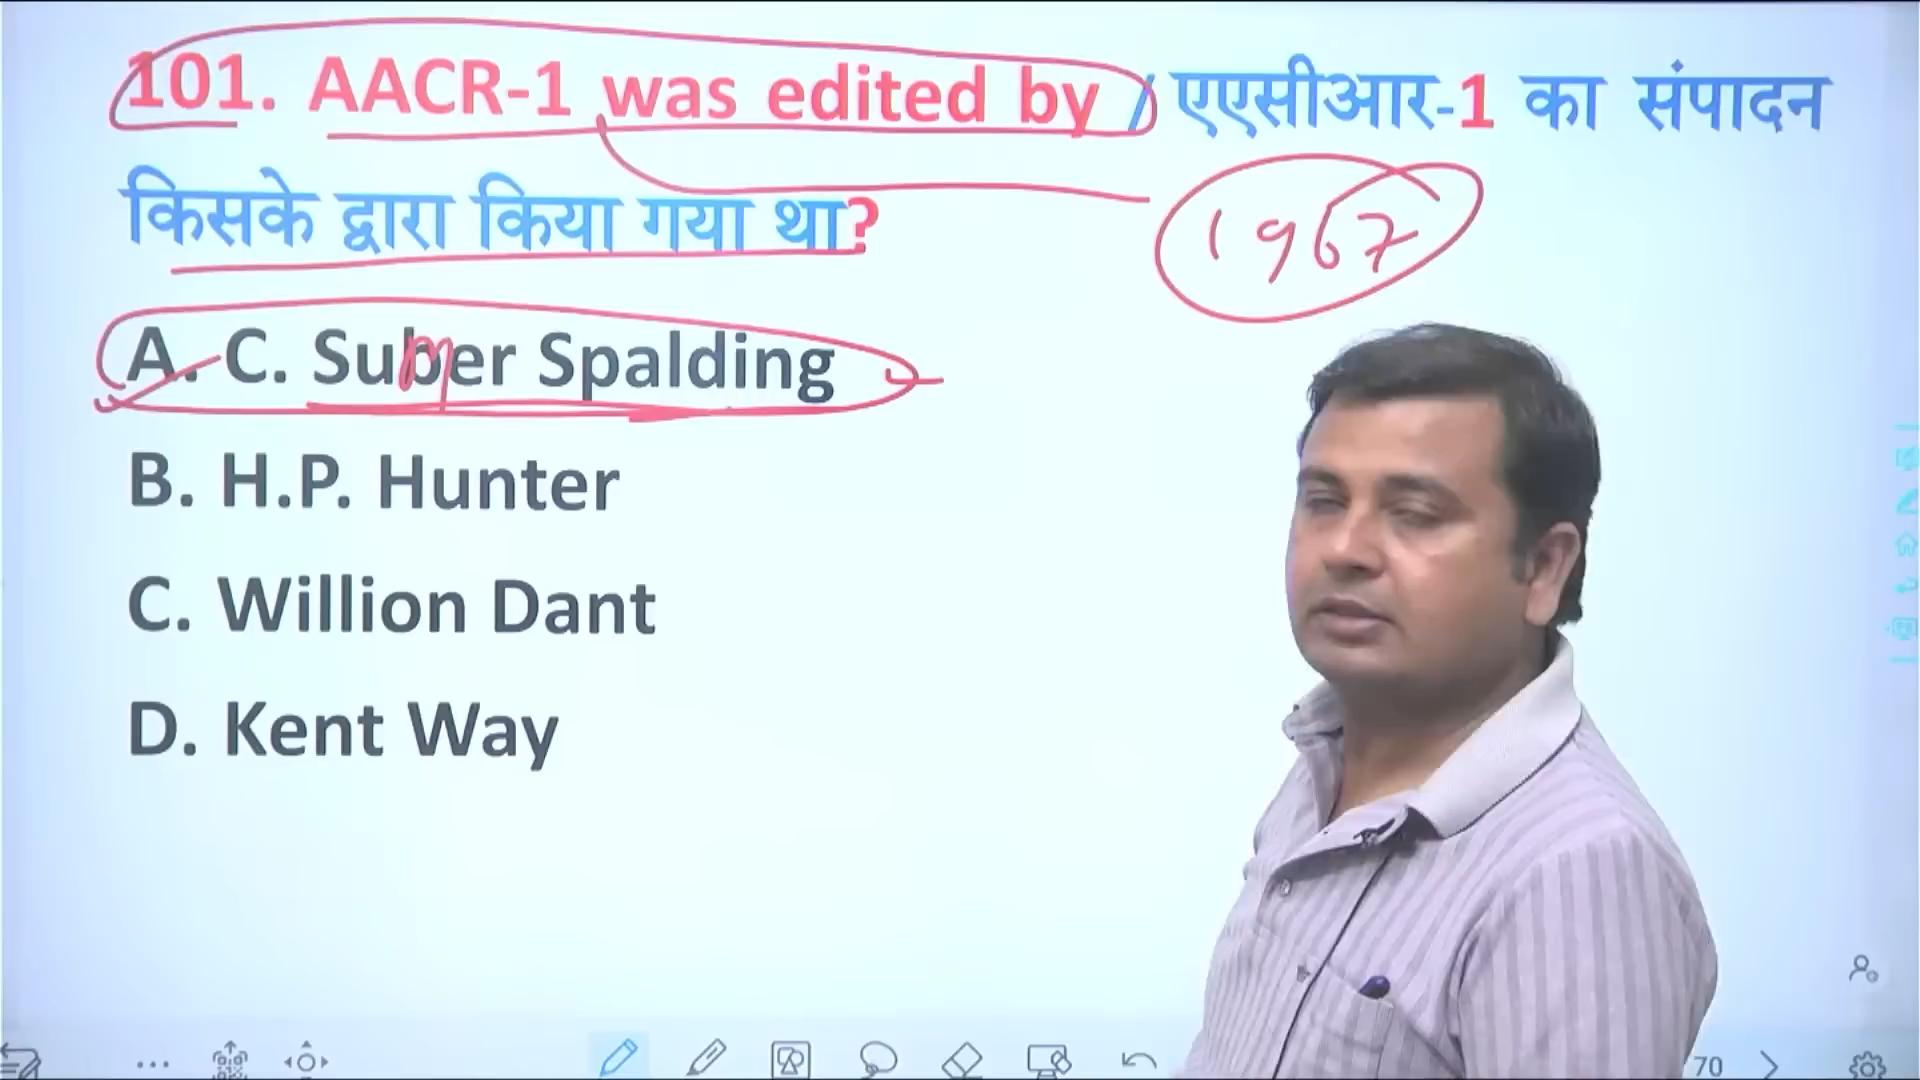 101. AACR-1 was edited by / एएसीआर-1 का संपादन
किसके द्वारा किया गया था?
1967
A. C. Suber Spalding
m
B. H.P. Hunter
C. Willion Dant
D. Kent Way
70